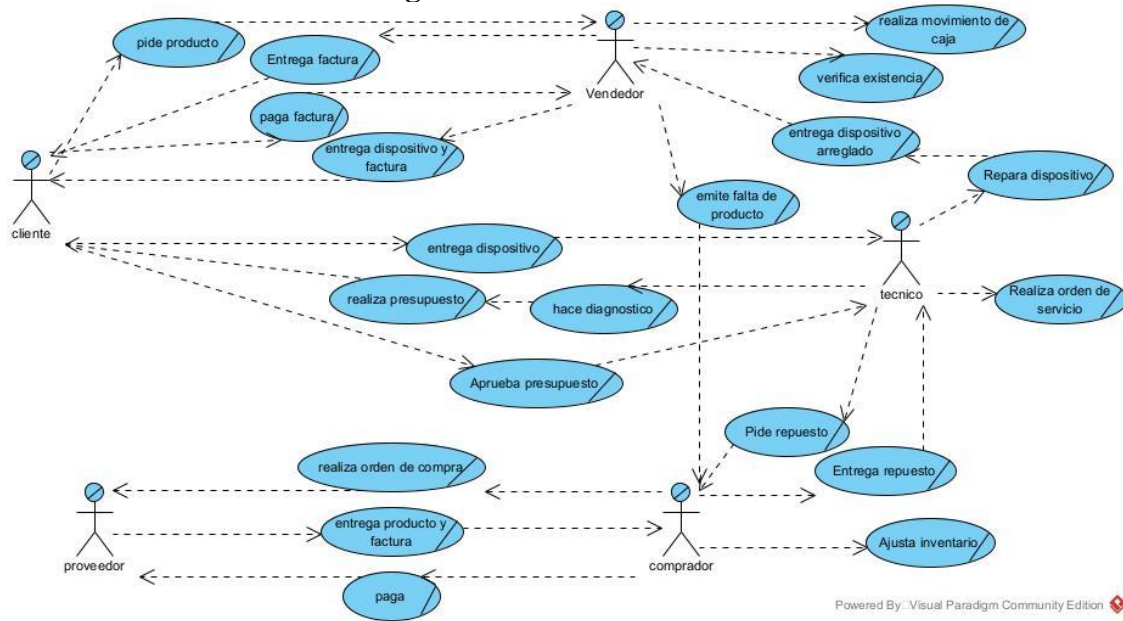 realiza movimiento de
caja
pide producto
Entrega factura
verifica existencia
Vendedor
paga factura
entrega dispositivo y
factura
entrega dispositivo
arreglado
Repara dispositivo
emite falta de
producto
cliente
entrega dispositivo
tecnico
realiza presupuesto
hace diagnostico
Realiza orden de
servicio
Aprueba presupuesto
Pide repuesto
realiza orden de compra
Entrega repuesto
entrega producto y
factura
Ajusta inventario
proveedor
comprador
paga
Powered By Visual Paradigm Community Edition